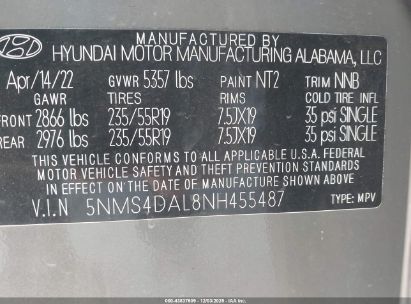 MANUFACTURED BY
HYUNDAI MOTOR MANUFACTURING ALABAMA, LLC
Apr/14/22 GVWR 5357 lbs PAINT NT2 TRIM NNB
GAWR TIRES RIMS COLD TIRE INFL
FRONT 2866 lbs 235/55R19 7.5JX19 35 psi SINGLE
REAR 2976 lbs 235/55R19 7.5JX19 35 psi SINGLE
THIS VEHICLE CONFORMS TO ALL APPLICABLE U.S.A. FEDERAL
MOTOR VEHICLE SAFETY AND THEFT PREVENTION STANDARDS
IN EFFECT ON THE DATE OF MANUFACTURE SHOWN ABOVE
V.I.N 5NMS4DAL8NH455487 TYPE: MPV